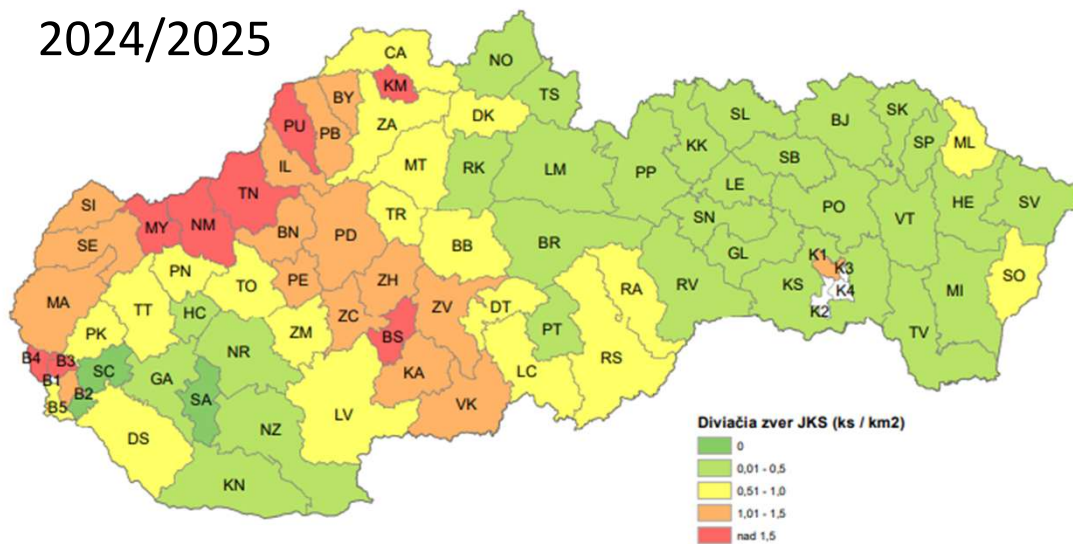 2024/2025
CA
NO
KM
BY
TS
PU
PB
ZA
DK
SL
BJ
SK
SP
ML
KK
IL
MT
RK
LM
PP
SB
TN
LE
SI
TR
SN
PO
VT
HE
SV
MY
NM
BN
PD
BB
BR
SE
GL
K1
K3
SO
PN
PE
ZH
RA
RV
KS
K4
MI
TO
MA
TT
HC
ZC
ZV
DT
K2
PK
ZM
BS
PT
TV
NR
B4
B3
SC
GA
KA
LC
RS
B1
B2
SA
B5
LV
VK
NZ
DS
KN
Diviačia zver JKS (ks / km2)
0
0,01 - 0,5
0,51 - 1,0
1,01 - 1,5
nad 1,5